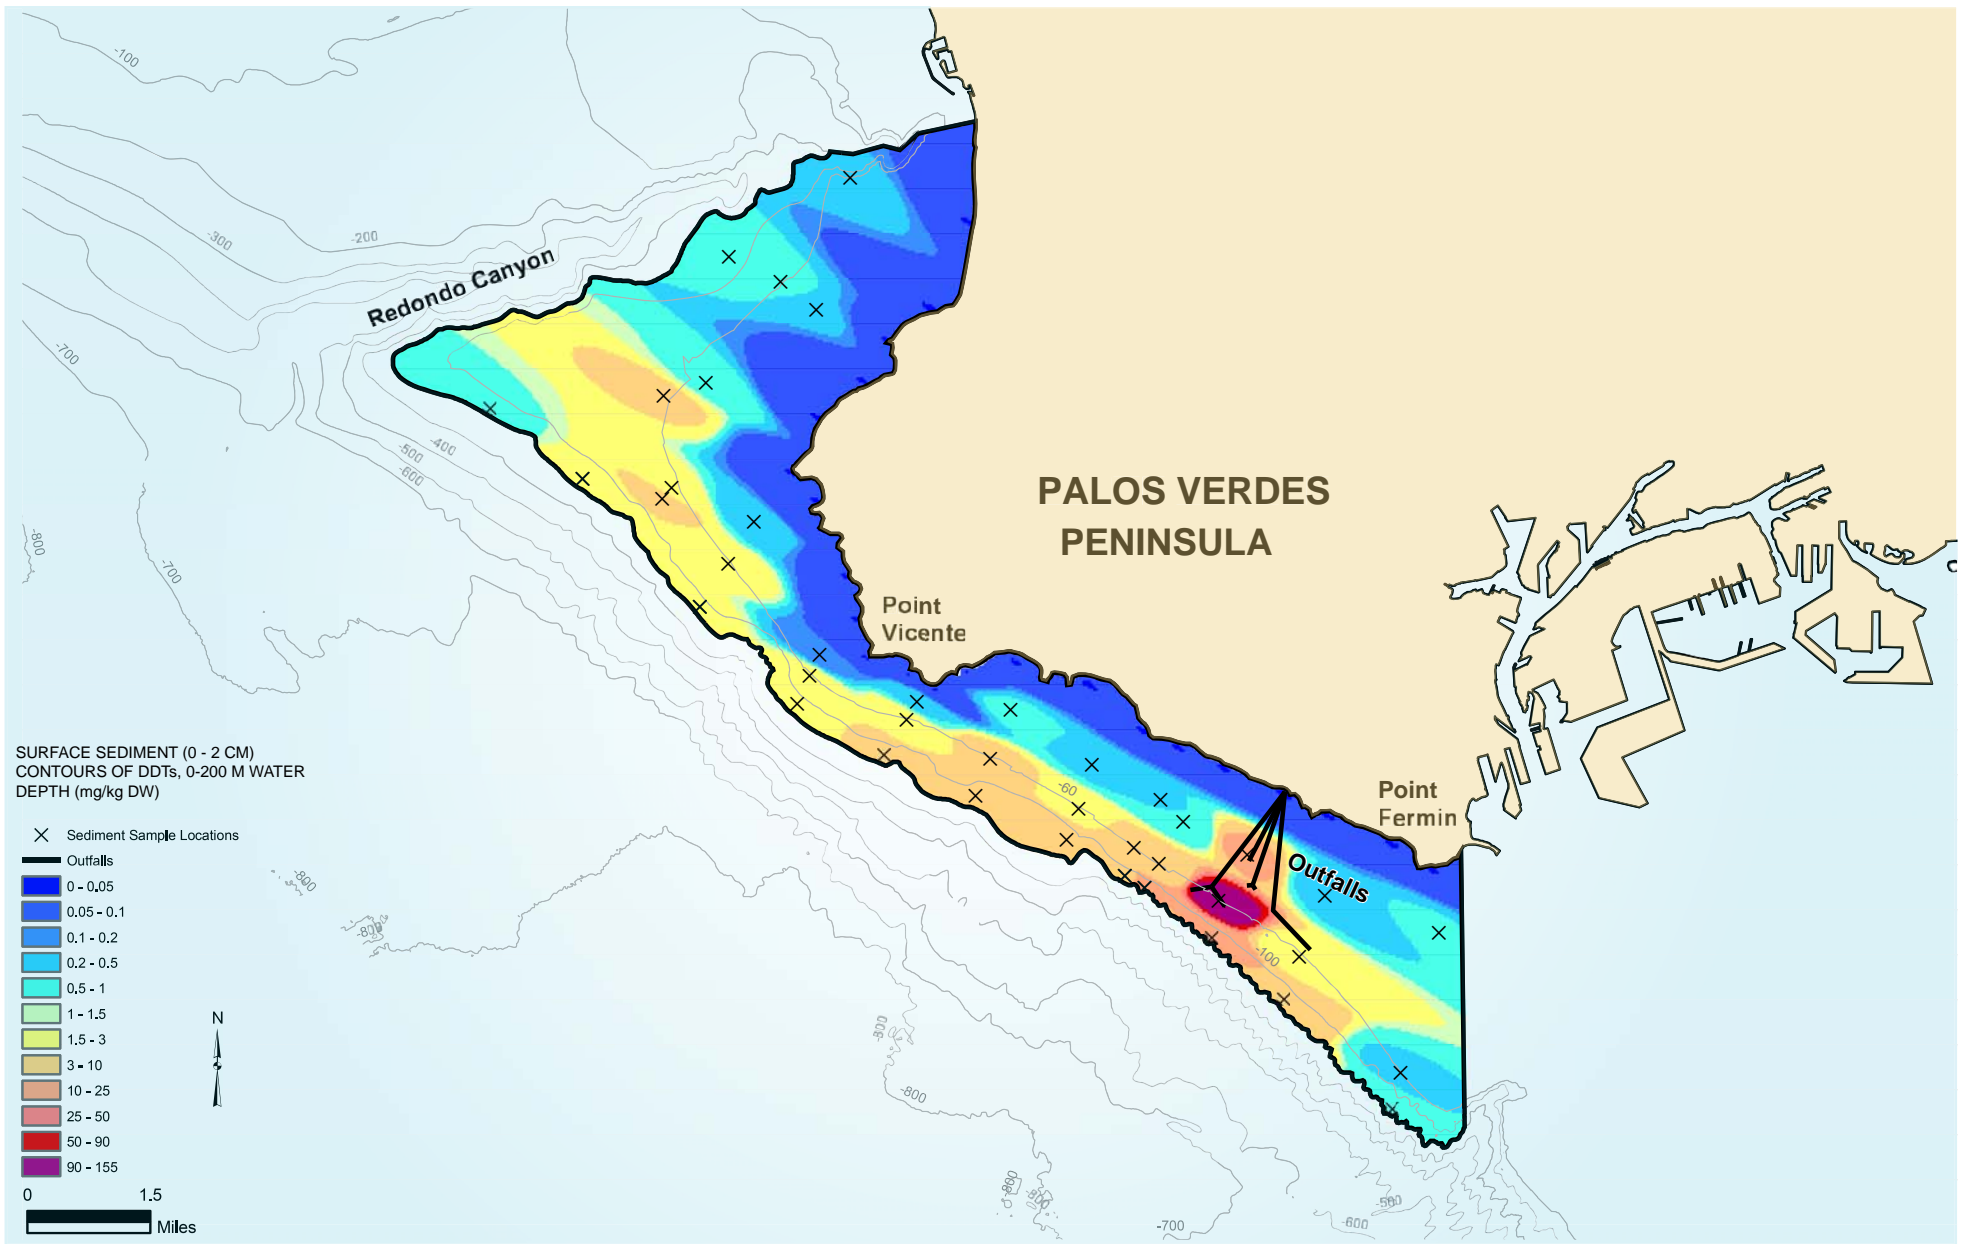 -100
-200
-300
Redondo Canyon
-700
-400
-500
-600
-800
-700
PALOS VERDES
PENINSULA
Point
Vicente
Point
Fermin
Outfalls
-60
-100
SURFACE SEDIMENT (0 - 2 CM)
CONTOURS OF DDTs, 0-200 M WATER
DEPTH (mg/kg DW)
Sediment Sample Locations
Outfalls
0 - 0.05
0.05 - 0.1
0.1 - 0.2
0.2 - 0.5
0.5 - 1
1 - 1.5
1.5 - 3
3 - 10
10 - 25
25 - 50
50 - 90
90 - 155
N
0 1.5
Miles
-800
-800
-800
-800
-800
-800
-700
-600
-500